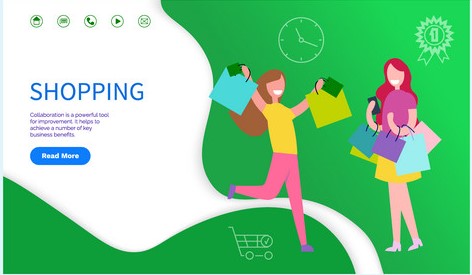 1
SHOPPING
Collaboration is a powerful tool
for improvement. It helps to
achieve a number of key
business benefits.
Read More